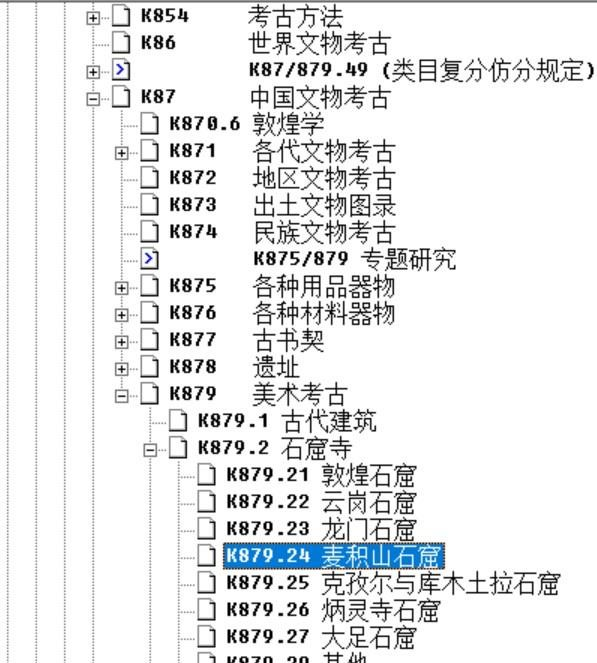 K854 考古方法
K86 世界文物考古
K87/879.49 (类目复分仿分规定)
K87 中国文物考古
K870.6 敦煌学
K871 各代文物考古
K872 地区文物考古
K873 出土文物图录
K874 民族文物考古
K875/879 专题研究
K875 各种用品器物
K876 各种材料器物
K877 古书契
K878 遗址
K879 美术考古
K879.1 古代建筑
K879.2 石窟寺
K879.21 敦煌石窟
K879.22 云岗石窟
K879.23 龙门石窟
K879.24 麦积山石窟
K879.25 克孜尔与库木土拉石窟
K879.26 炳灵寺石窟
K879.27 大足石窟
K879.29 其他